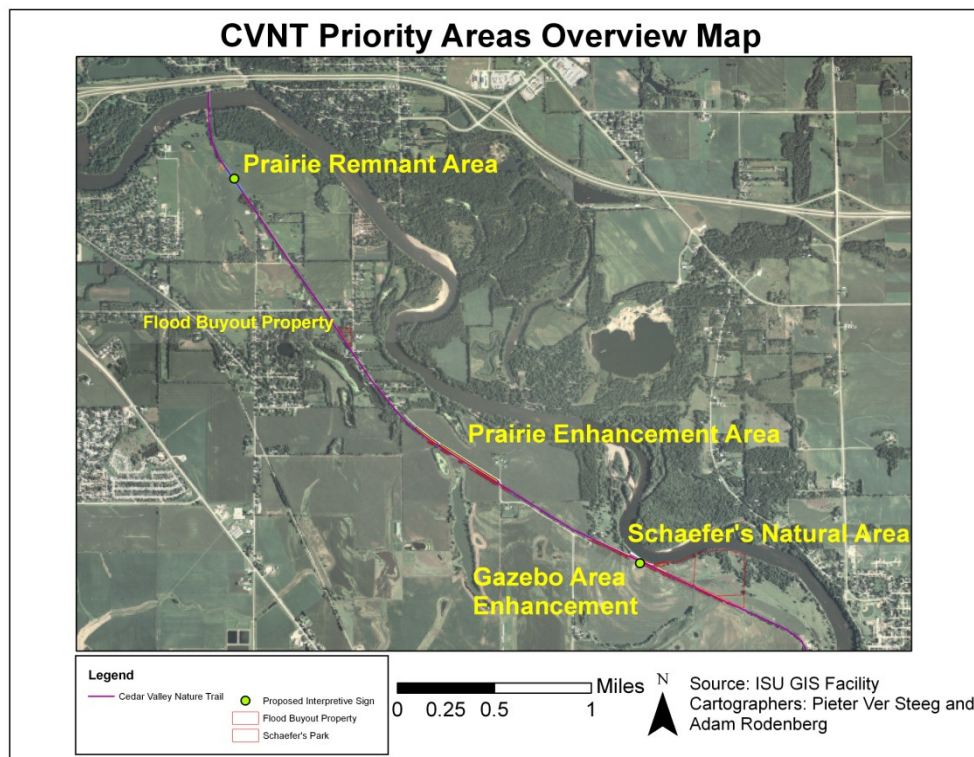 CVNT Priority Areas Overview Map
Prairie Remnant Area
Flood Buyout Property
Prairie Enhancement Area
Schaefer's Natural Area
Gazebo Area
Enhancement
Legend
Cedar Valley Nature Trail
Proposed Interpretive Sign
Flood Buyout Property
Schaefer's Park
Miles
0 0.25 0.5 1
N
Source: ISU GIS Facility
Cartographers: Pieter Ver Steeg and
Adam Rodenberg